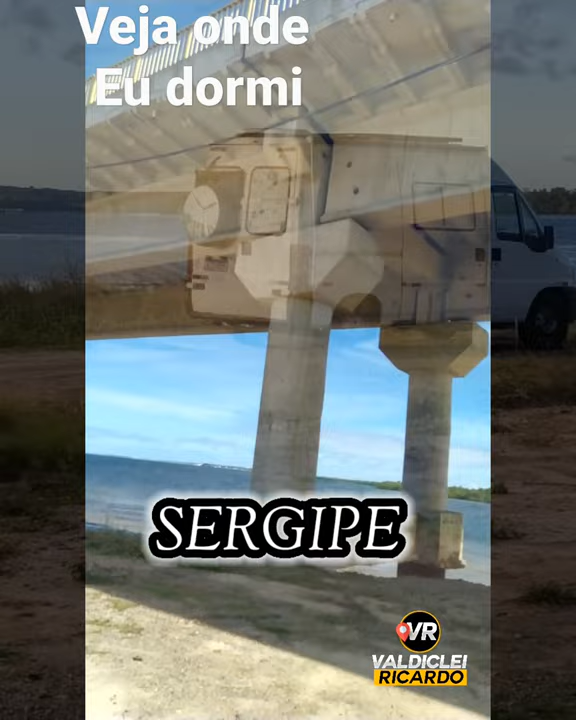 Veja onde
Eu dormi
SERGIPE
VR
VALDICLEI
RICARDO